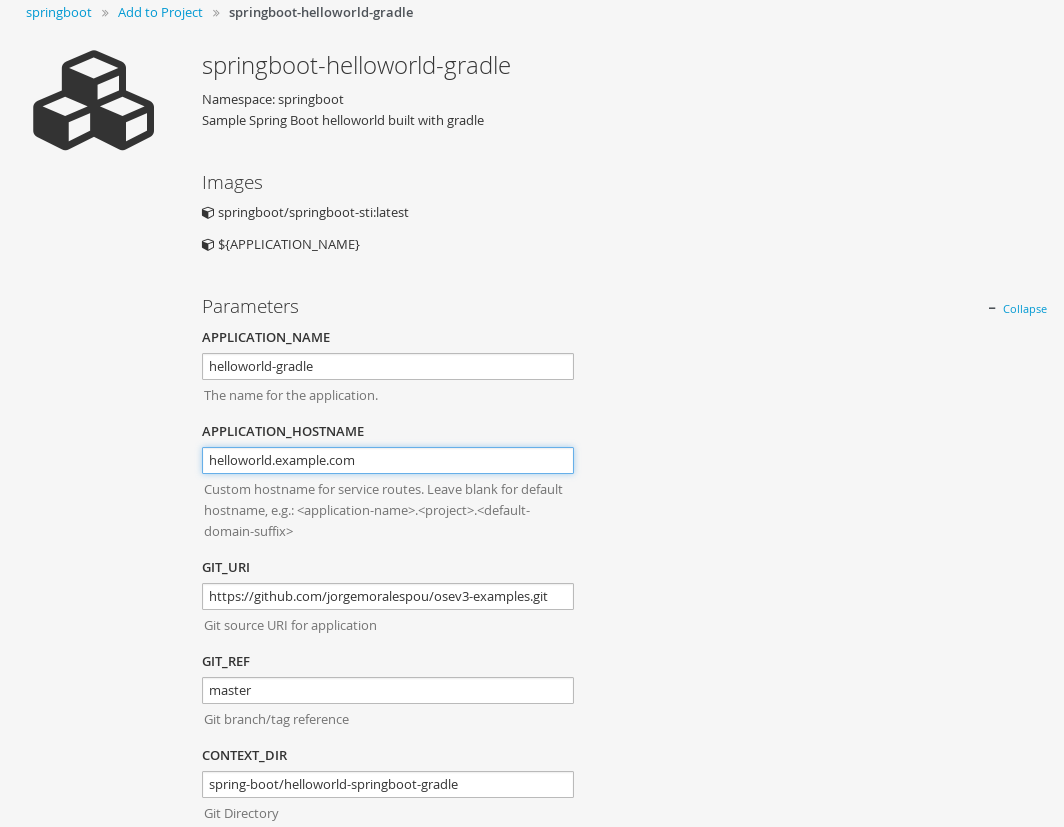 springboot » Add to Project » springboot-helloworld-gradle
springboot-helloworld-gradle
Namespace: springboot
Sample Spring Boot helloworld built with gradle
Images
springboot/springboot-sti:latest
${APPLICATION_NAME}
Parameters
− Collapse
APPLICATION_NAME
helloworld-gradle
The name for the application.
APPLICATION_HOSTNAME
helloworld.example.com
Custom hostname for service routes. Leave blank for default
hostname, e.g.: <application-name>.<project>.<default-
domain-suffix>
GIT_URI
https://github.com/jorgemoralespou/osev3-examples.git
Git source URI for application
GIT_REF
master
Git branch/tag reference
CONTEXT_DIR
spring-boot/helloworld-springboot-gradle
Git Directory